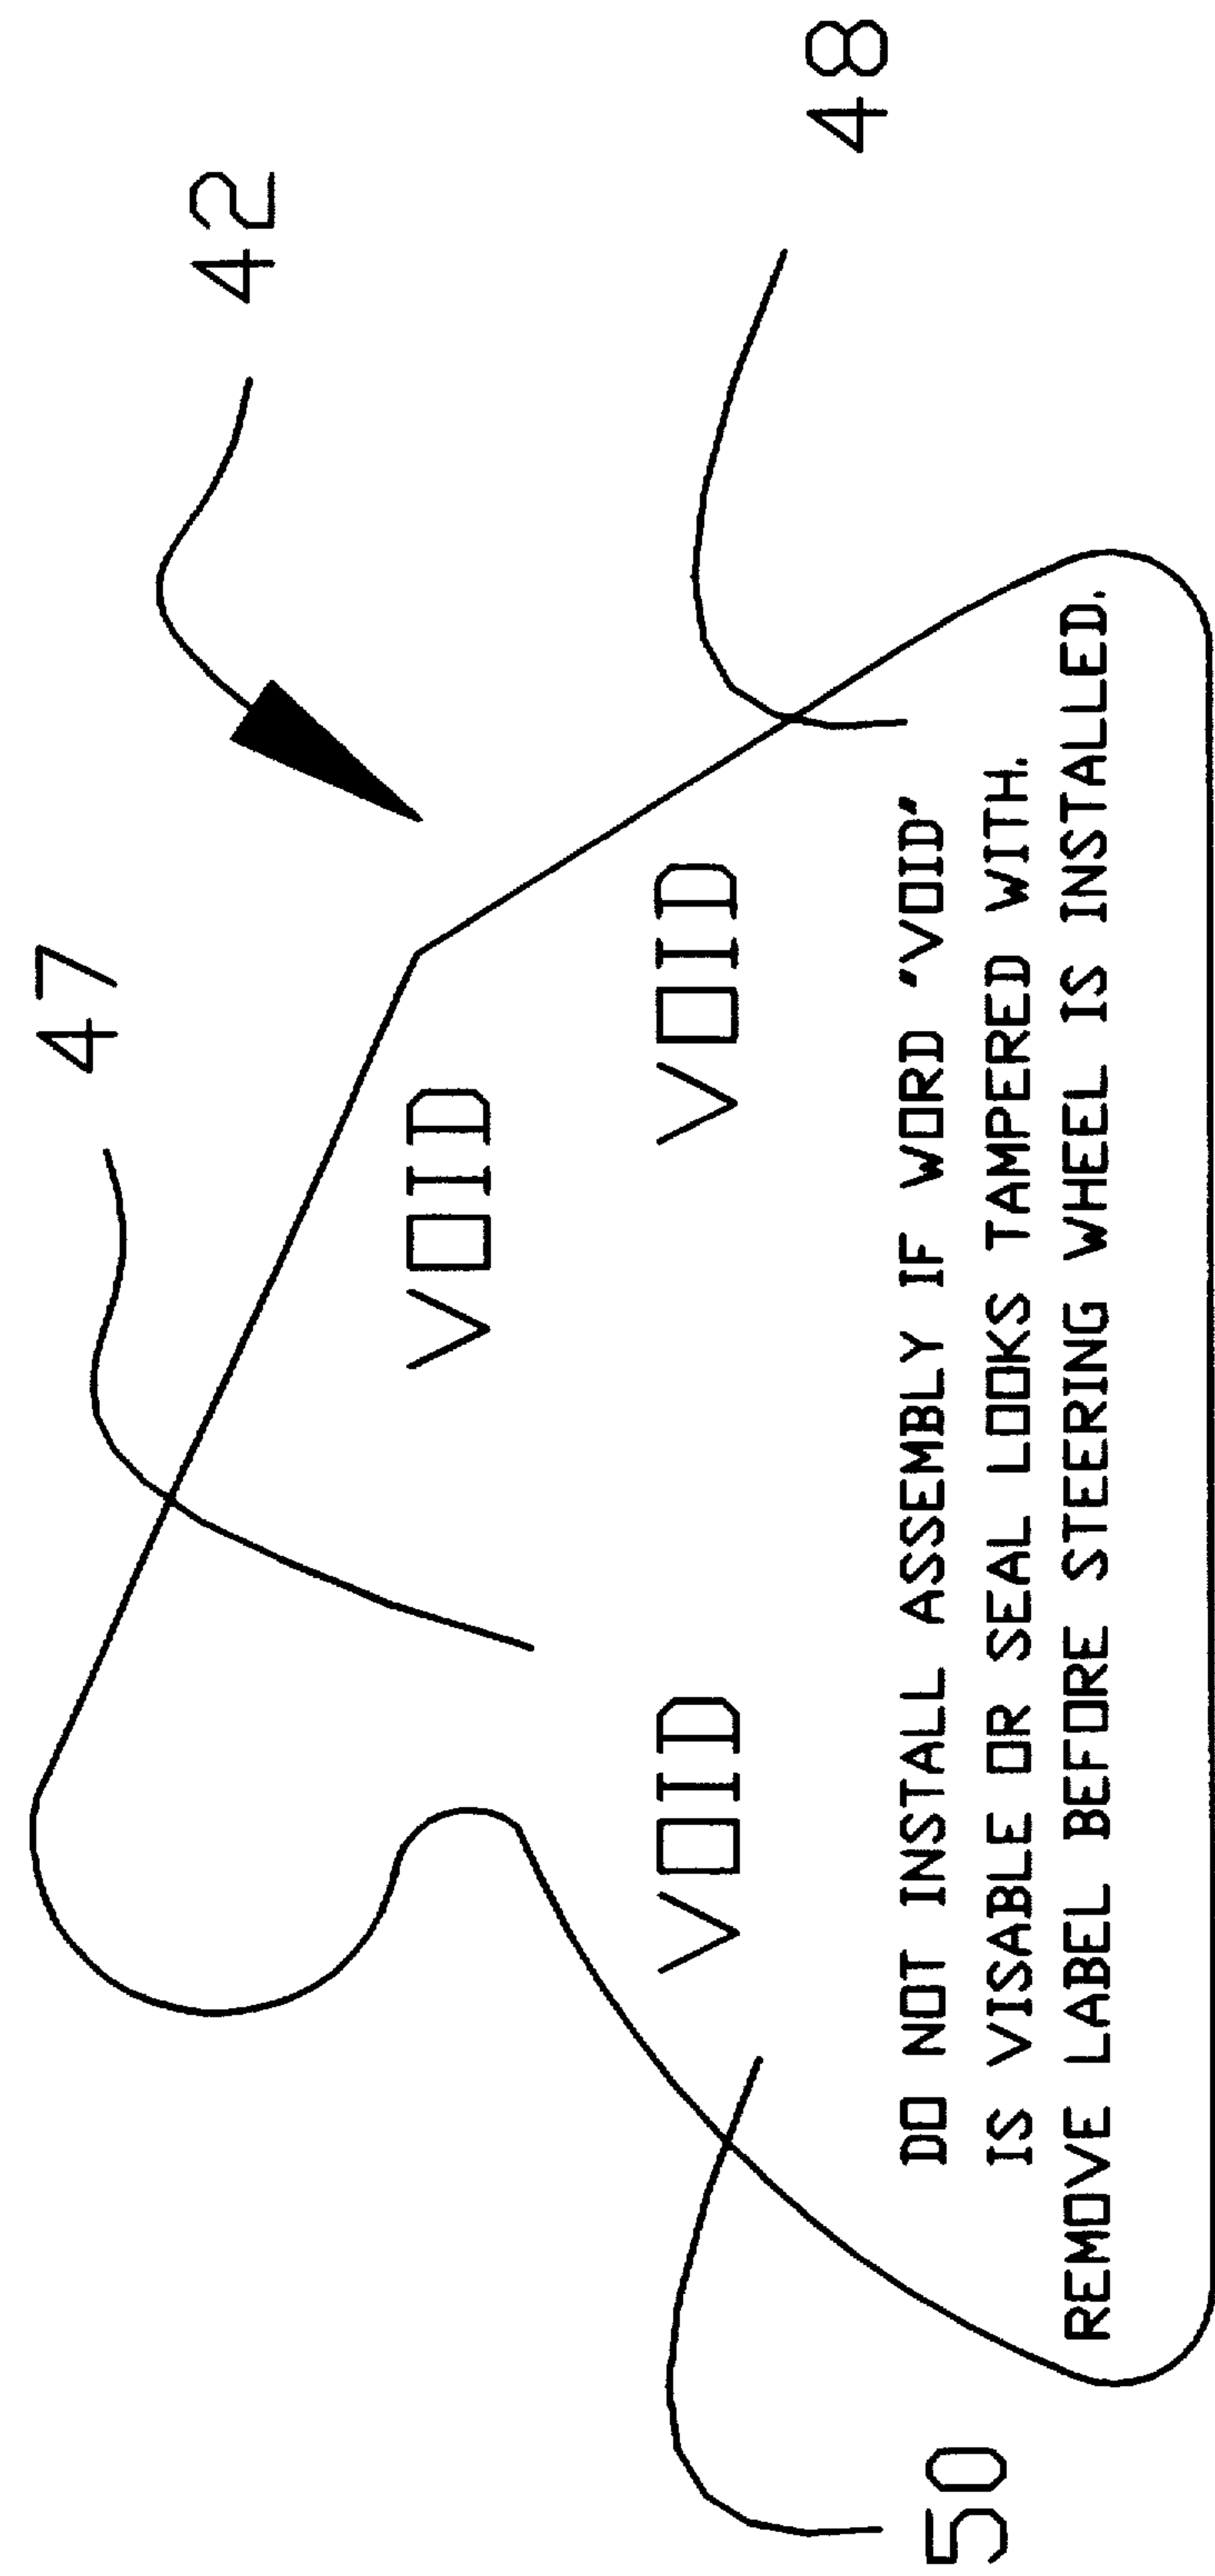 47
42
VOID
VOID VOID
48
50
DO NOT INSTALL ASSEMBLY IF WORD 'VOID'
IS VISABLE OR SEAL LOOKS TAMPERED WITH.
REMOVE LABEL BEFORE STEERING WHEEL IS INSTALLED.